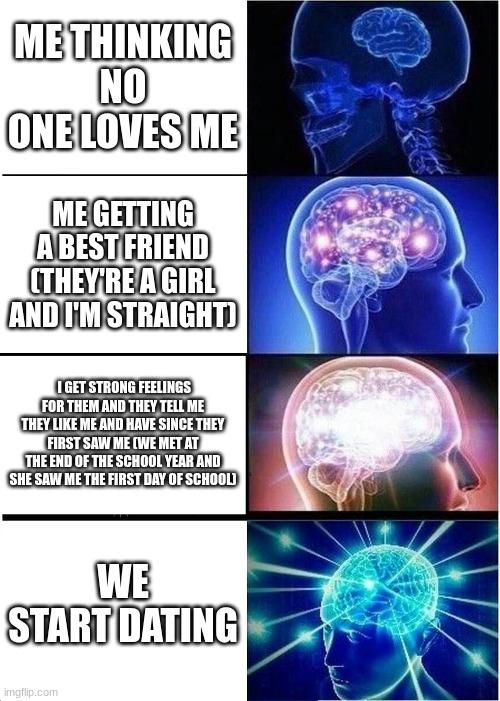 ME THINKING
NO
ONE LOVES ME
ME GETTING
A BEST FRIEND
(THEY'RE A GIRL
AND I'M STRAIGHT)
I GET STRONG FEELINGS
FOR THEM AND THEY TELL ME
THEY LIKE ME AND HAVE SINCE THEY
FIRST SAW ME (WE MET AT
THE END OF THE SCHOOL YEAR AND
SHE SAW ME THE FIRST DAY OF SCHOOL)
WE
START DATING
imgflip.com